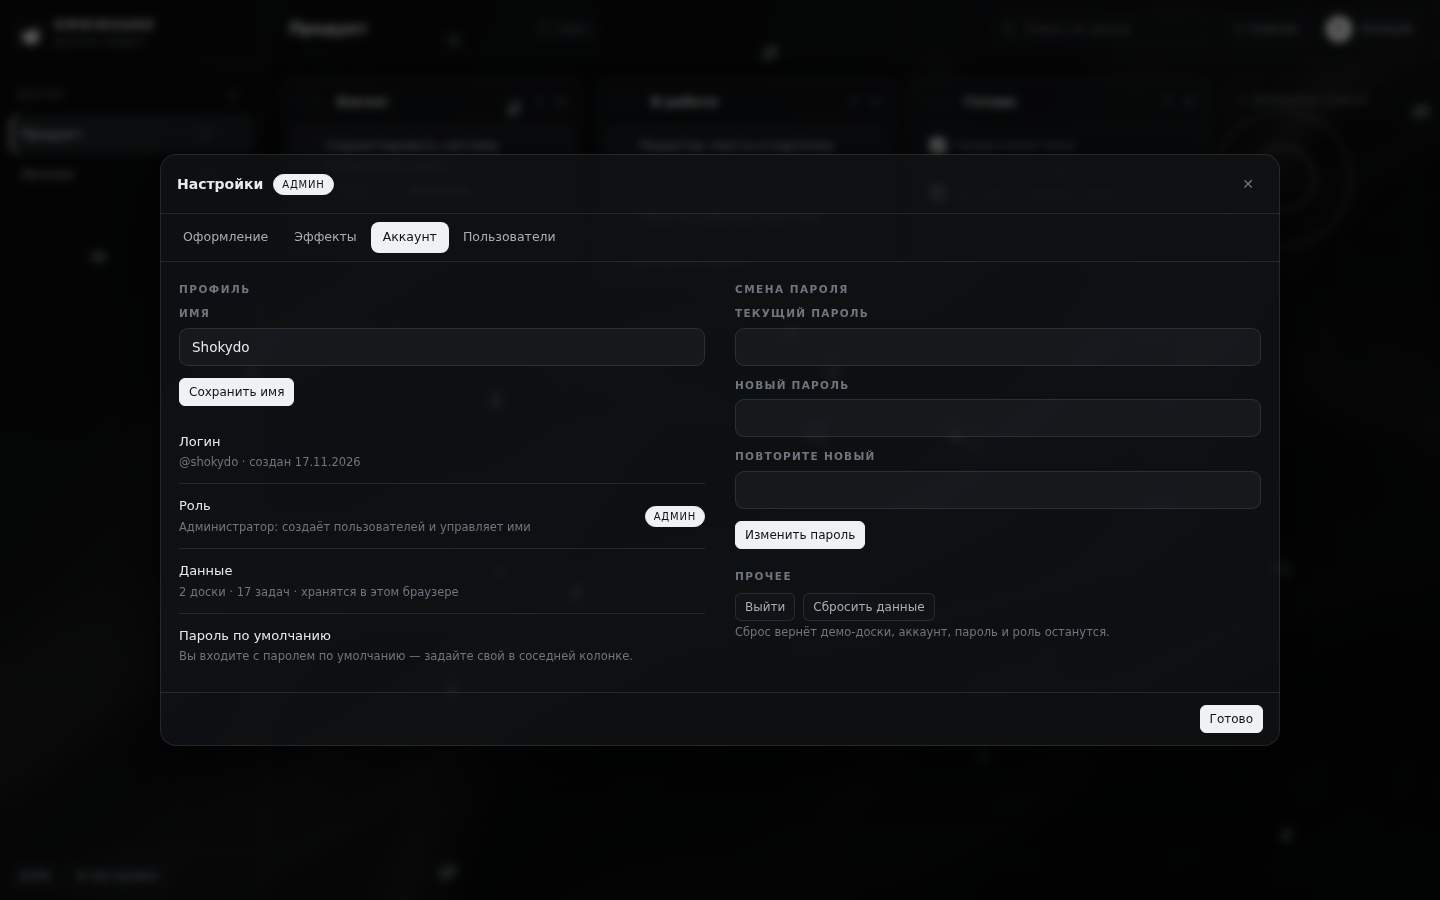 Продукт
Настройки АДМИН ×
Оформление Эффекты Аккаунт Пользователи
ПРОФИЛЬ
ИМЯ
Shokydo
Сохранить имя
Логин
@shokydo · создан 17.11.2026
Роль
Администратор: создаёт пользователей и управляет ими
АДМИН
Данные
2 доски · 17 задач · хранятся в этом браузере
Пароль по умолчанию
Вы входите с паролем по умолчанию — задайте свой в соседней колонке.
СМЕНА ПАРОЛЯ
ТЕКУЩИЙ ПАРОЛЬ
НОВЫЙ ПАРОЛЬ
ПОВТОРИТЕ НОВЫЙ
Изменить пароль
ПРОЧЕЕ
Выйти Сбросить данные
Сброс вернёт демо-доски, аккаунт, пароль и роль останутся.
Готово